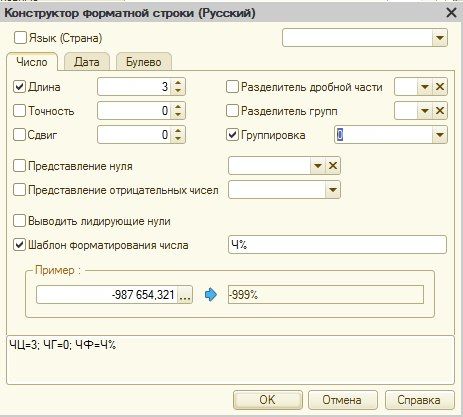 Конструктор форматной строки (Русский)
Язык (Страна)
Число Дата Булево
Длина 3 Разделитель дробной части
Точность 0 Разделитель групп
Сдвиг 0 Группировка 0
Представление нуля
Представление отрицательных чисел
Выводить лидирующие нули
Шаблон форматирования числа Ч%
Пример :
-987 654,321 ... -999%
ЧЦ=3; ЧГ=0; ЧФ=Ч%
OK Отмена Справка